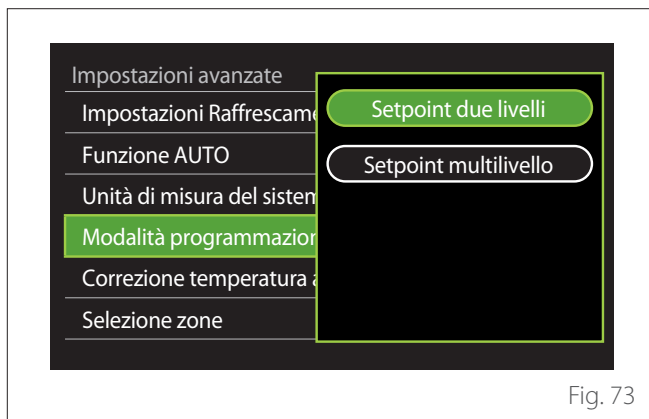 Impostazioni avanzate
Impostazioni Raffrescame
Funzione AUTO
Unità di misura del sistem
Modalità programmazion
Correzione temperatura a
Selezione zone
Setpoint due livelli
Setpoint multilivello
Fig. 73